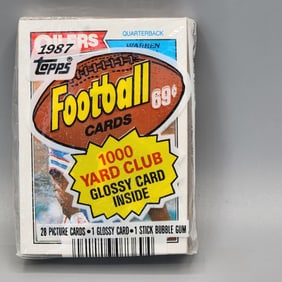 OILERS
QUARTERBACK
WARREN
1987
TOPPS
Football
69¢
CARDS
1000
YARD CLUB
GLOSSY CARD
INSIDE
28 PICTURE CARDS • 1 GLOSSY CARD • 1 STICK BUBBLE GUM